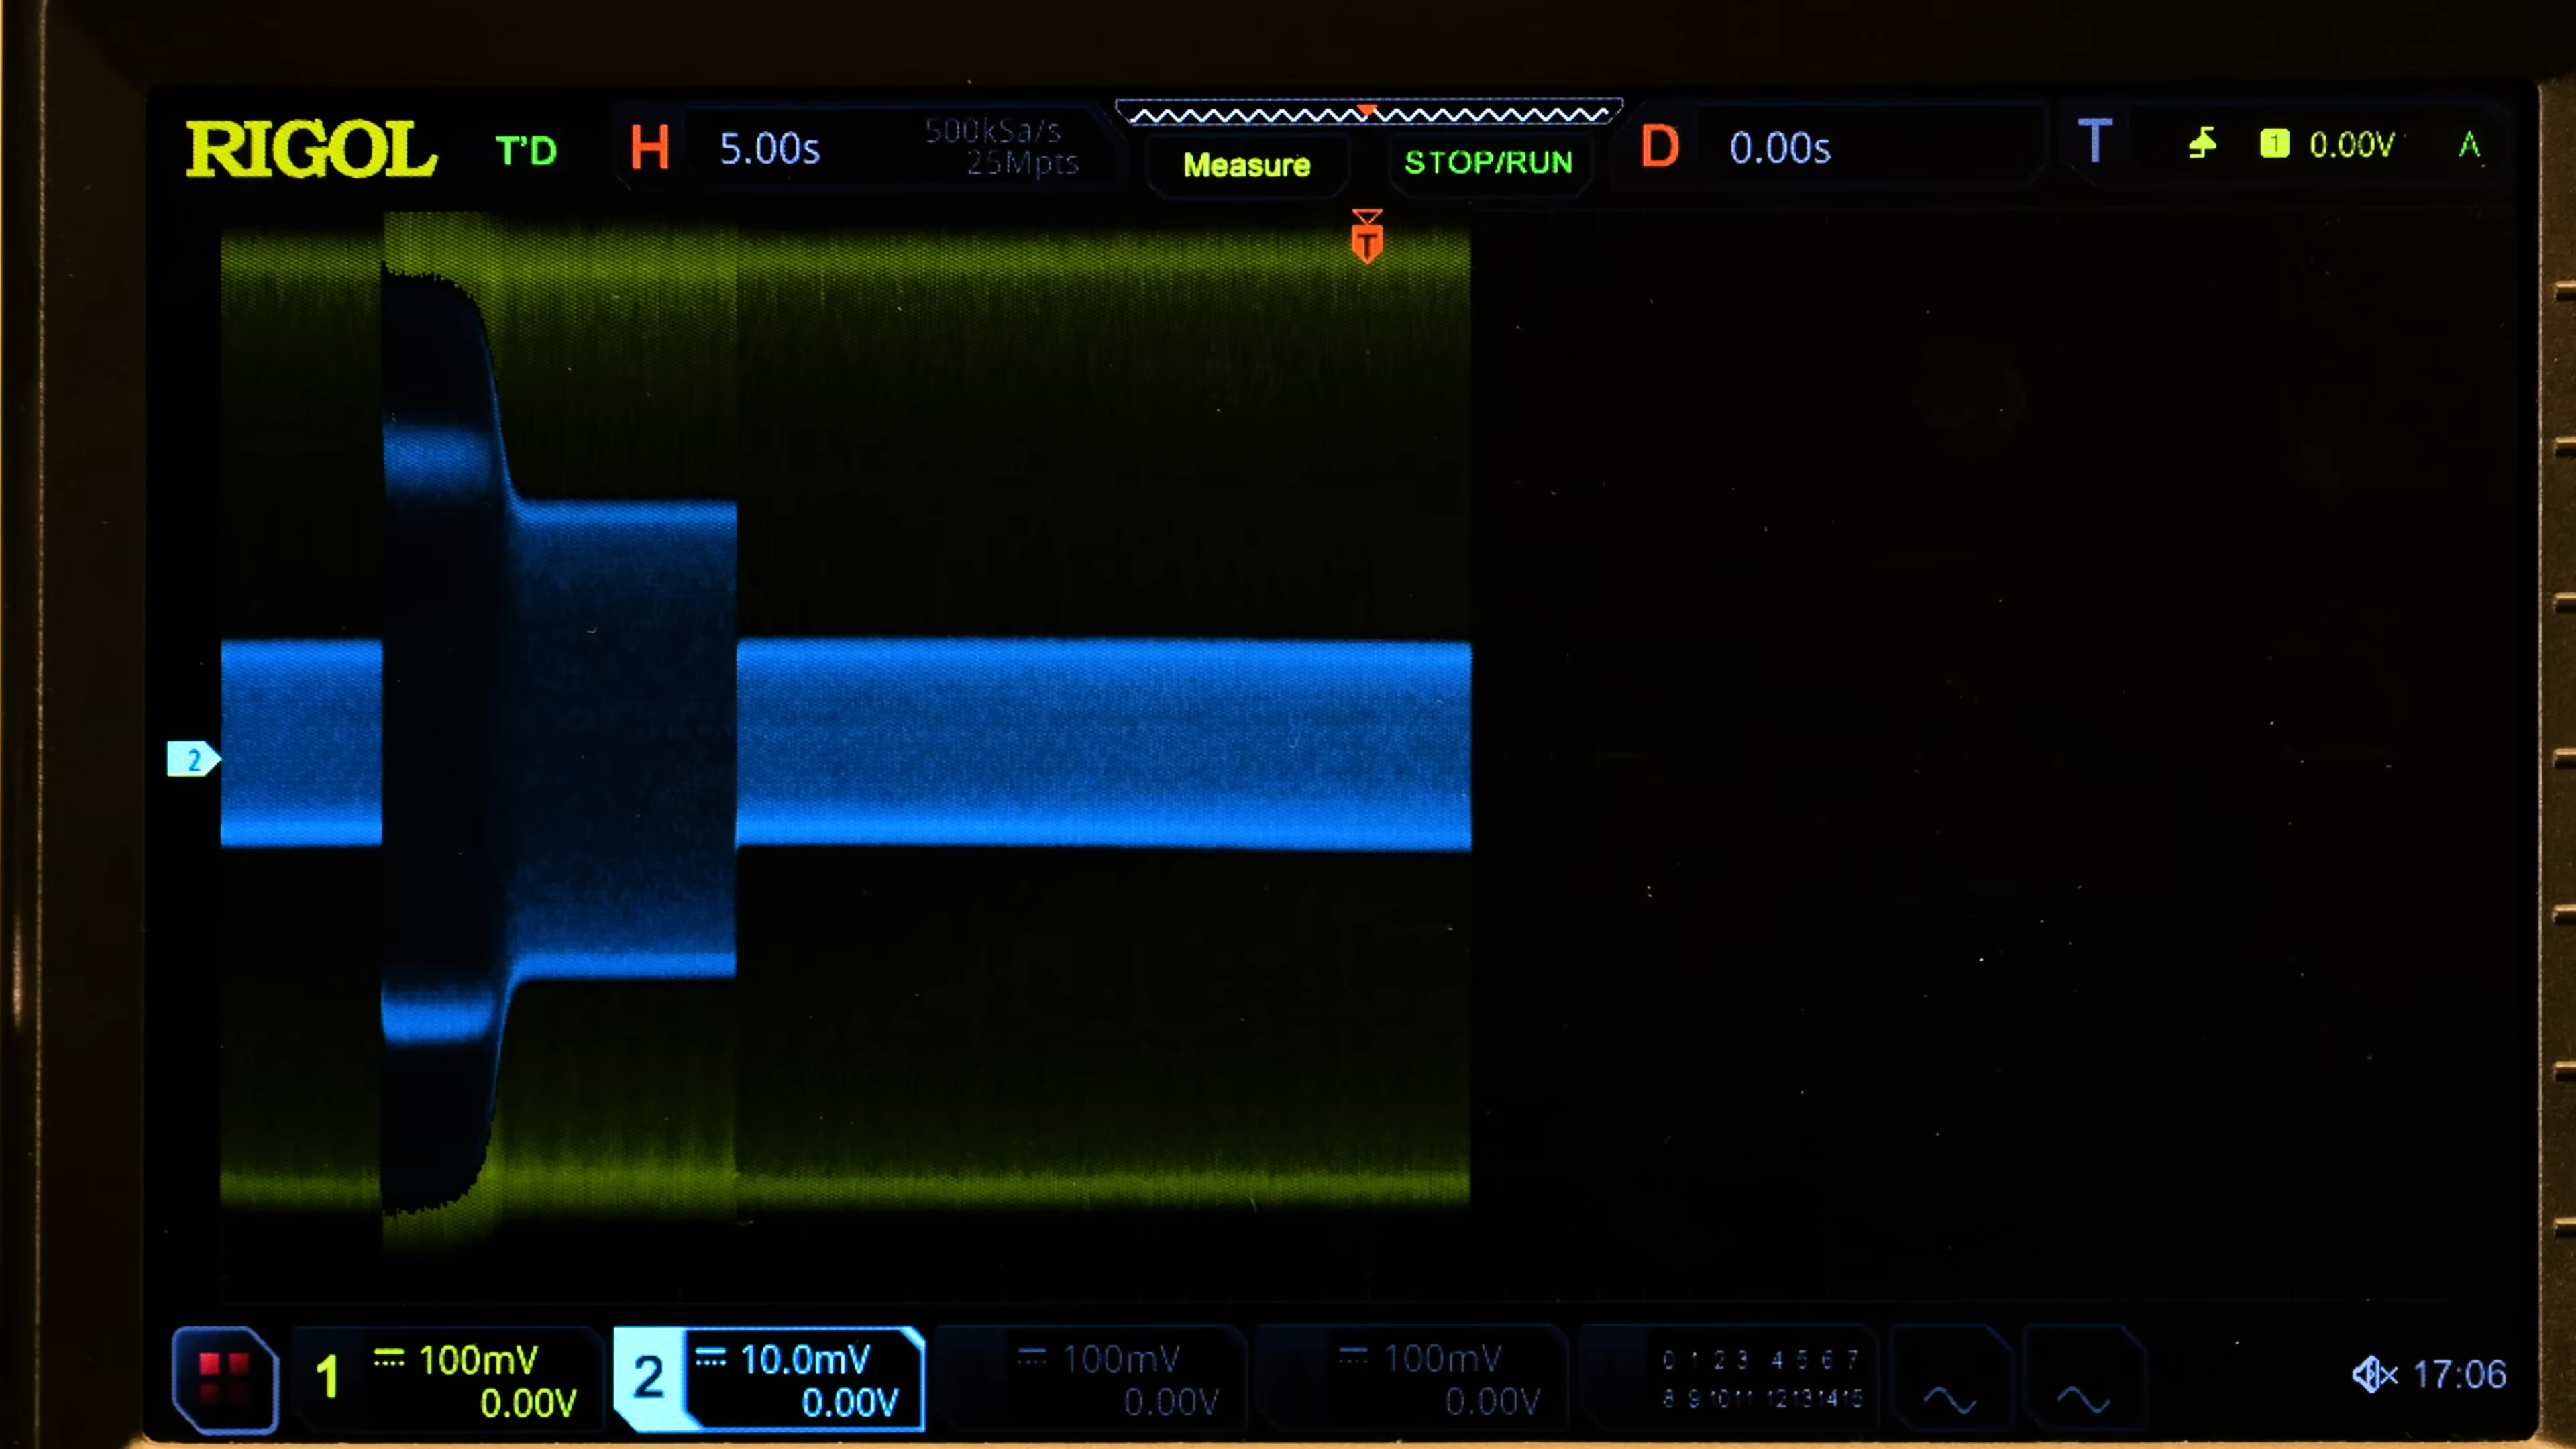 RIGOL T'D H 5.00s 500kSa/s 25Mpts Measure STOP/RUN D 0.00s T 1 0.00V A
T
2
1 100mV 0.00V
2 10.0mV 0.00V
100mV 0.00V
100mV 0.00V
0 1 2 3 4 5 6 7
8 9 10 11 12 13 14 15
17:06